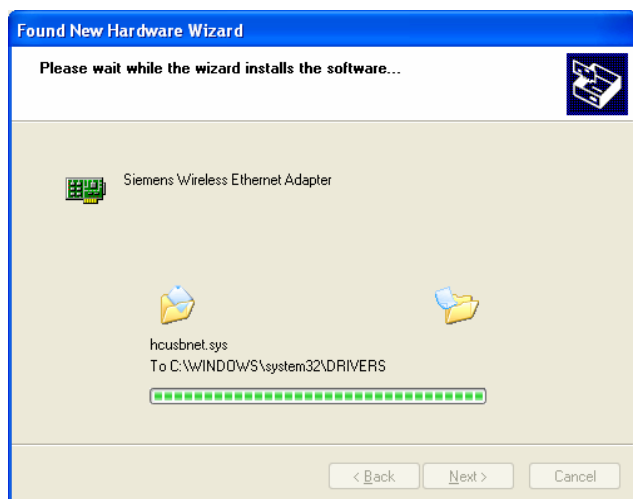 Found New Hardware Wizard
Please wait while the wizard installs the software...
Siemens Wireless Ethernet Adapter
hcusbnet.sys
To C:\WINDOWS\system32\DRIVERS
< Back Next > Cancel